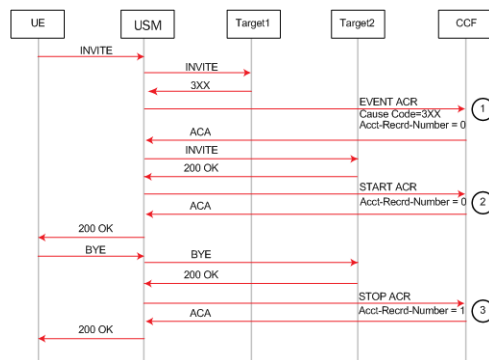 UE USM Target1 Target2 CCF
INVITE
INVITE
3XX
EVENT ACR
Cause Code=3XX
Acct-Recrd-Number = 0
1
ACA
INVITE
200 OK
START ACR
Acct-Recrd-Number = 0
2
ACA
200 OK
BYE
BYE
200 OK
STOP ACR
Acct-Recrd-Number = 1
3
ACA
200 OK